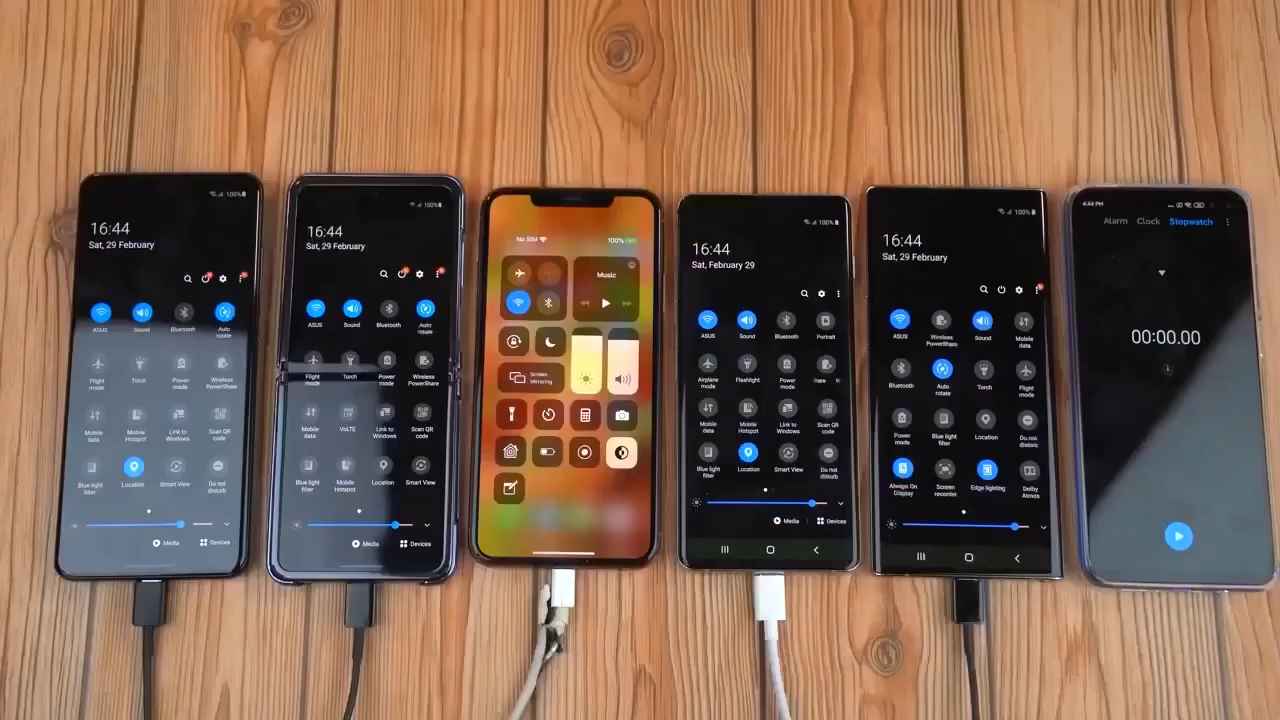 100%
16:44
Sat, 29 February
ASUS Sound Bluetooth Auto rotate
Flight mode Torch Power mode Wireless PowerShare
Mobile data Mobile Hotspot Link to Windows Scan QR code
Blue light filter Location Smart View Do not disturb
Media Devices
100%
16:44
Sat, 29 February
ASUS Sound Bluetooth Auto rotate
Flight mode Torch Power mode Wireless PowerShare
Mobile data VoLTE Link to Windows Scan QR code
Blue light filter Mobile Hotspot Location Smart View
Media Devices
No SIM 100%
Music
Screen Mirroring
100%
16:44
Sat, February 29
ASUS Sound Bluetooth Portrait
Airplane mode Flashlight Power mode
Mobile data Mobile Hotspot Link to Windows Scan QR code
Blue light filter Location Smart View Do not disturb
Media Devices
100%
16:44
Sat, 29 February
ASUS Wireless PowerShare Sound Mobile data
Bluetooth Auto rotate Torch Flight mode
Power mode Blue light filter Location Do not disturb
Always On Display Screen recorder Edge lighting Dolby Atmos
4:44 PM
Alarm Clock Stopwatch
00:00.00